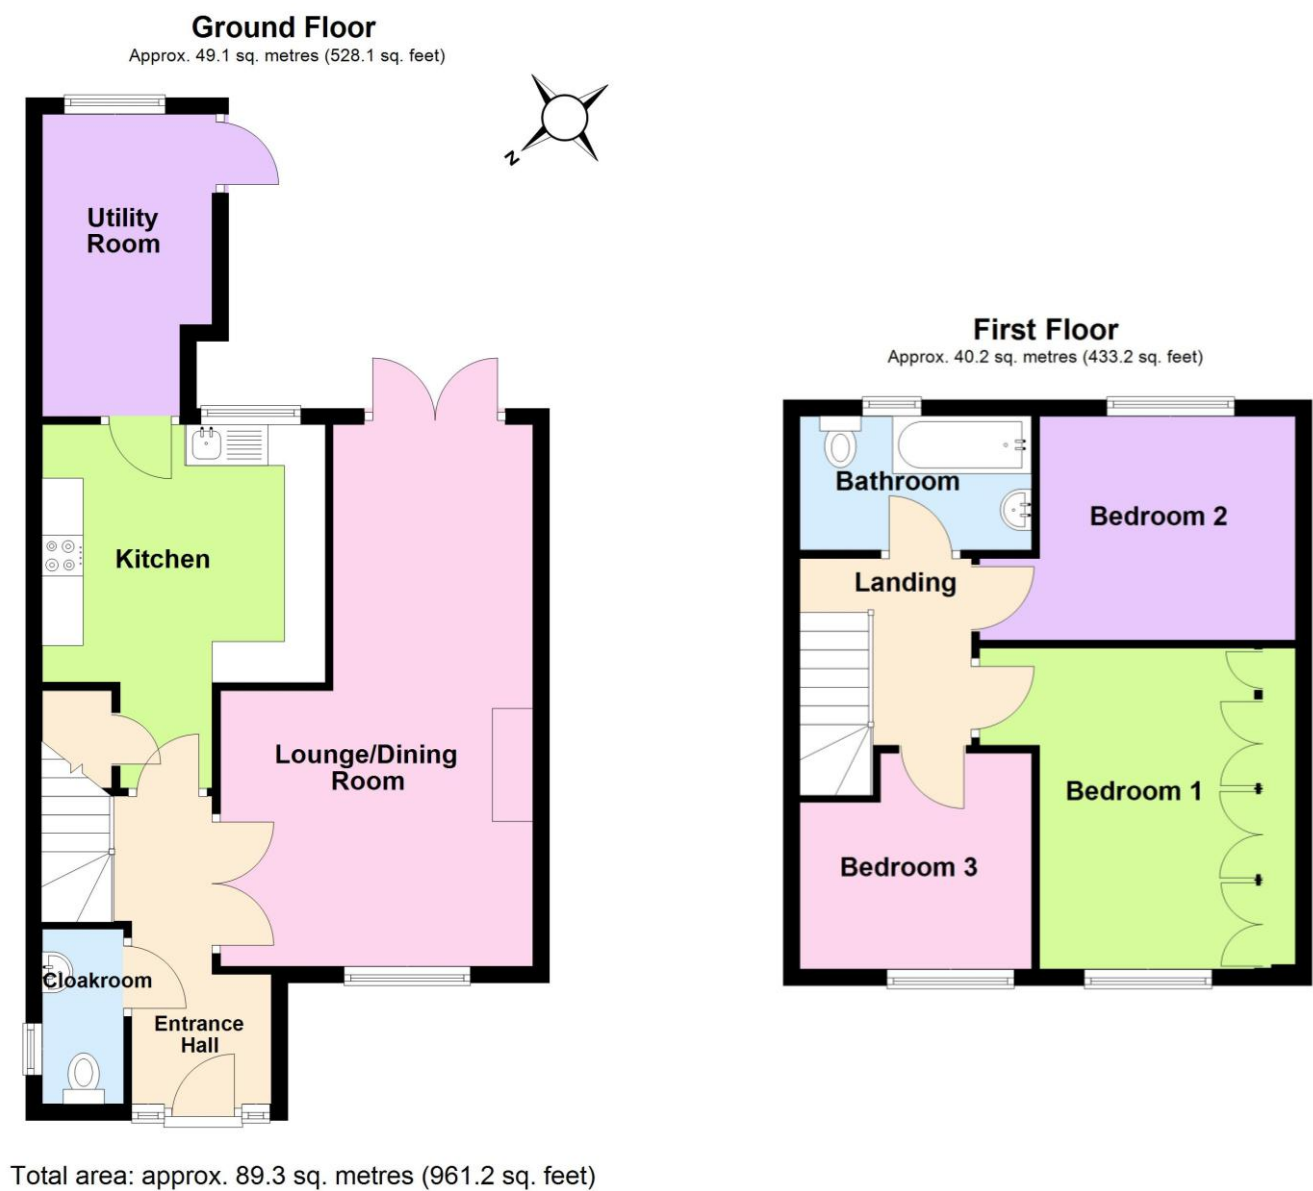 Ground Floor
Approx. 49.1 sq. metres (528.1 sq. feet)
N
Utility
Room
First Floor
Approx. 40.2 sq. metres (433.2 sq. feet)
Kitchen
Lounge/Dining
Room
Cloakroom
Entrance
Hall
Bathroom
Bedroom 2
Landing
Bedroom 1
Bedroom 3
Total area: approx. 89.3 sq. metres (961.2 sq. feet)